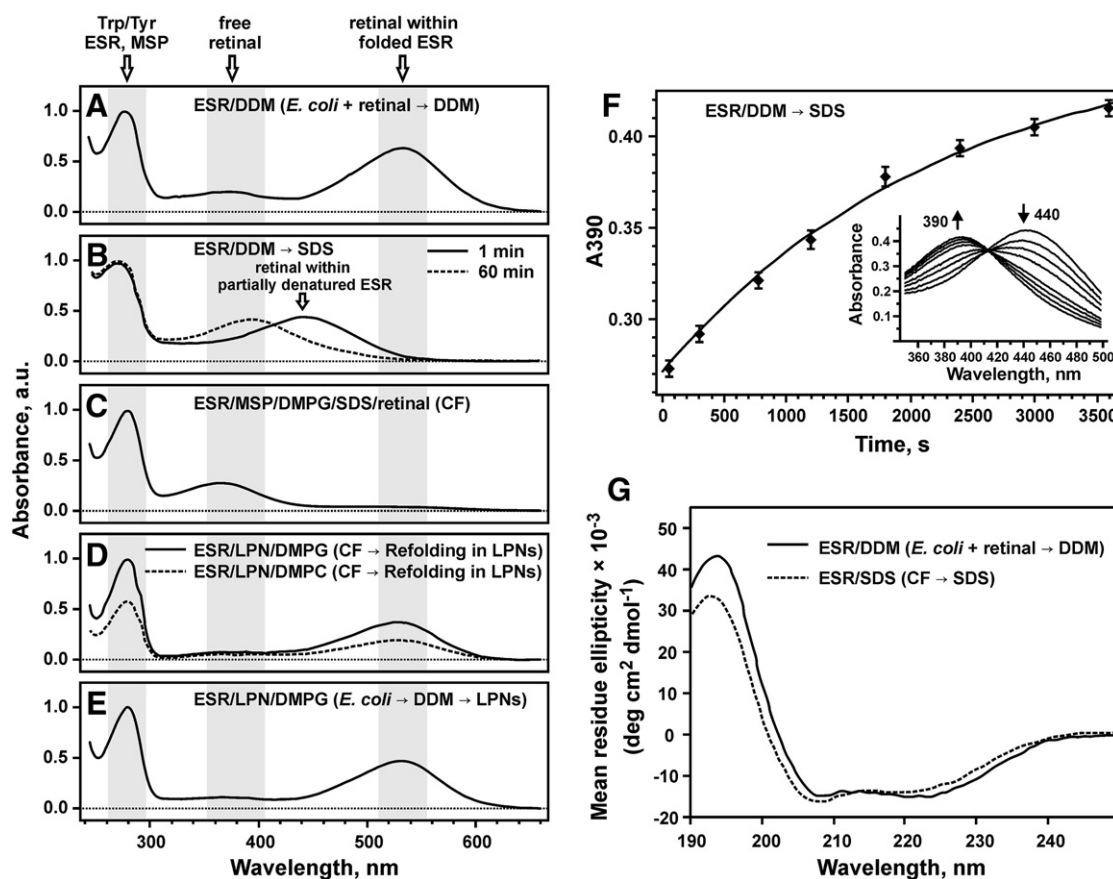 Trp/Tyr
ESR, MSP
free
retinal
retinal within
folded ESR
A
ESR/DDM (E. coli + retinal → DDM)
1.0
0.5
0.0
B
ESR/DDM → SDS
1 min
60 min
retinal within
partially denatured ESR
1.0
0.5
0.0
C
ESR/MSP/DMPG/SDS/retinal (CF)
1.0
0.5
0.0
D
ESR/LPN/DMPG (CF → Refolding in LPNs)
ESR/LPN/DMPC (CF → Refolding in LPNs)
1.0
0.5
0.0
E
ESR/LPN/DMPG (E. coli → DDM → LPNs)
1.0
0.5
0.0
300 400 500 600
Wavelength, nm
Absorbance, a.u.
F
ESR/DDM → SDS
0.40
0.35
0.30
A390
0 500 1000 1500 2000 2500 3000 3500
Time, s
390
440
0.4
0.3
0.2
0.1
Absorbance
360 380 400 420 440 460 480 500
Wavelength, nm
G
ESR/DDM (E. coli + retinal → DDM)
ESR/SDS (CF → SDS)
50
40
30
20
10
0
-10
-20
Mean residue ellipticity × 10-3
(deg cm2 dmol-1)
190 200 210 220 230 240
Wavelength, nm